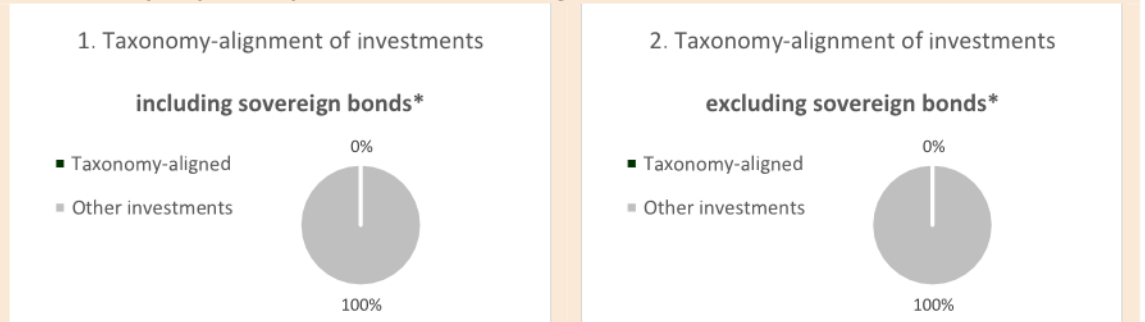 1. Taxonomy-alignment of investments
including sovereign bonds*
Taxonomy-aligned
Other investments
0%
100%
2. Taxonomy-alignment of investments
excluding sovereign bonds*
Taxonomy-aligned
Other investments
0%
100%